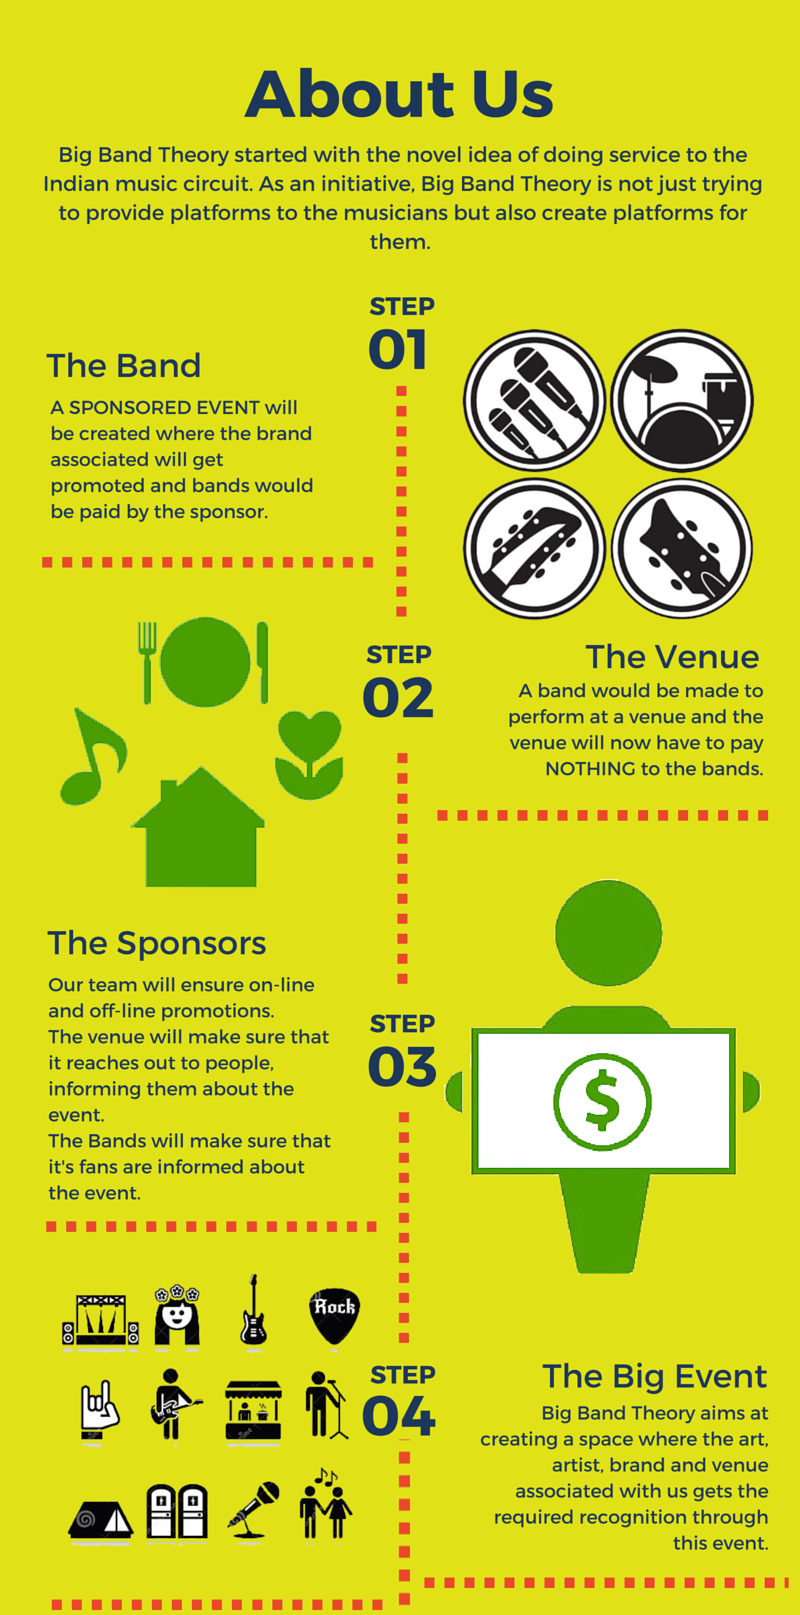 About Us
Big Band Theory started with the novel idea of doing service to the
Indian music circuit. As an initiative, Big Band Theory is not just trying
to provide platforms to the musicians but also create platforms for
them.
STEP
01
The Band
A SPONSORED EVENT will
be created where the brand
associated will get
promoted and bands would
be paid by the sponsor.
STEP
02
The Venue
A band would be made to
perform at a venue and the
venue will now have to pay
NOTHING to the bands.
The Sponsors
Our team will ensure on-line
and off-line promotions.
The venue will make sure that
it reaches out to people,
informing them about the
event.
The Bands will make sure that
it's fans are informed about
the event.
STEP
03
$
Rock
STEP
04
The Big Event
Big Band Theory aims at
creating a space where the art,
artist, brand and venue
associated with us gets the
required recognition through
this event.